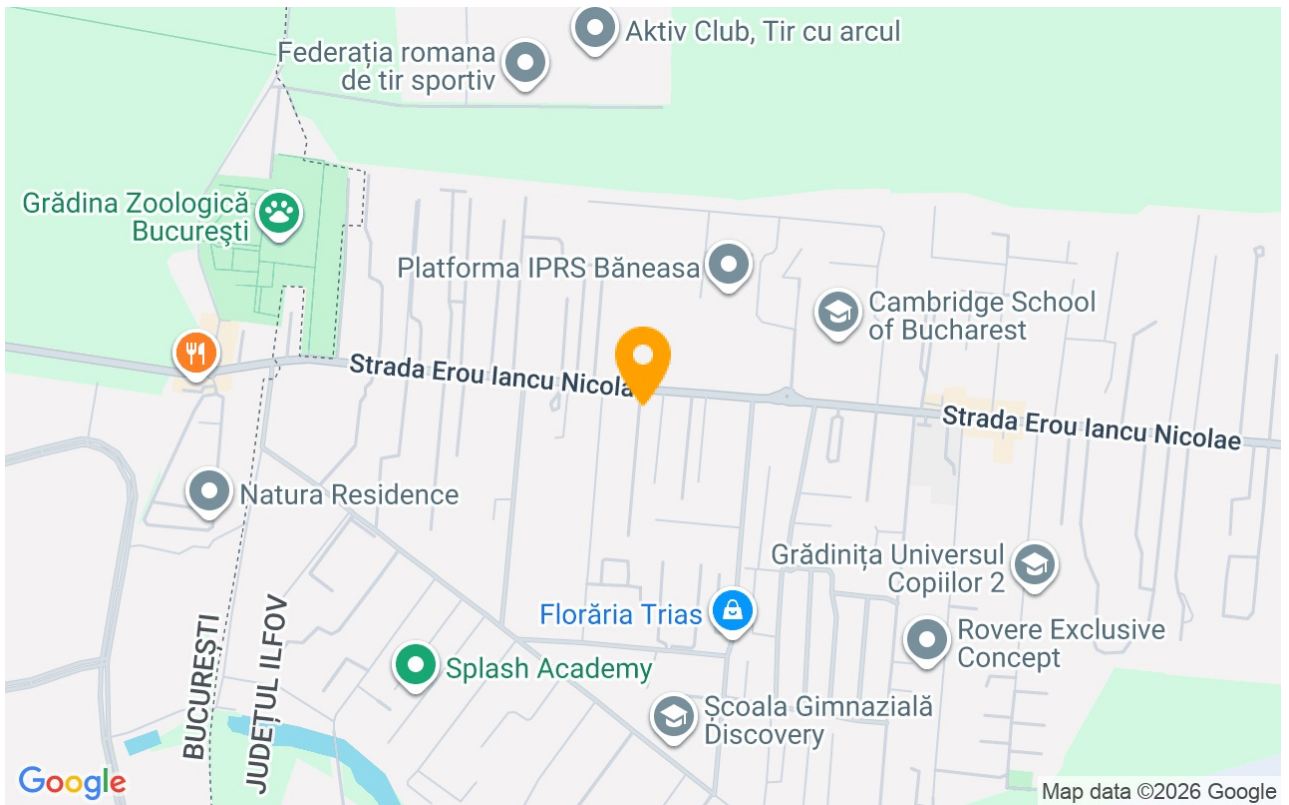 Aktiv Club, Tir cu arcul
Federația romana
de tir sportiv
Grădina Zoologică
Bucureşti
Platforma IPRS Băneasa
Cambridge School
of Bucharest
Strada Erou Iancu Nicola
Strada Erou Iancu Nicolae
Natura Residence
Grădinița Universul
Copiilor 2
Florăria Trias
Rovere Exclusive
Concept
BUCUREȘTI
JUDEȚUL ILFOV
Splash Academy
Școala Gimnazială
Discovery
Google
Map data ©2026 Google